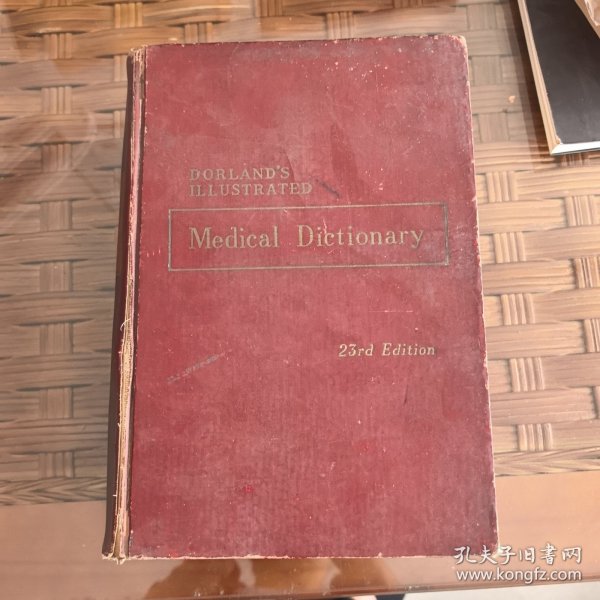 DORLAND'S
ILLUSTRATED
Medical Dictionary
23rd Edition
孔夫子旧书网
www.kongfz.com